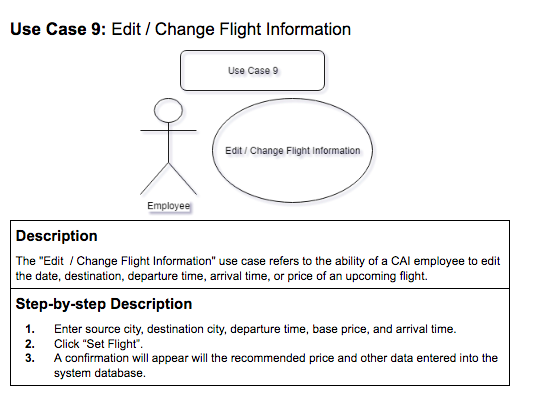 Use Case 9: Edit / Change Flight Information
Use Case 9
Edit / Change Flight Information
Employee
Description
The "Edit / Change Flight Information" use case refers to the ability of a CAI employee to edit
the date, destination, departure time, arrival time, or price of an upcoming flight.
Step-by-step Description
1. Enter source city, destination city, departure time, base price, and arrival time.
2. Click “Set Flight”.
3. A confirmation will appear will the recommended price and other data entered into the
system database.